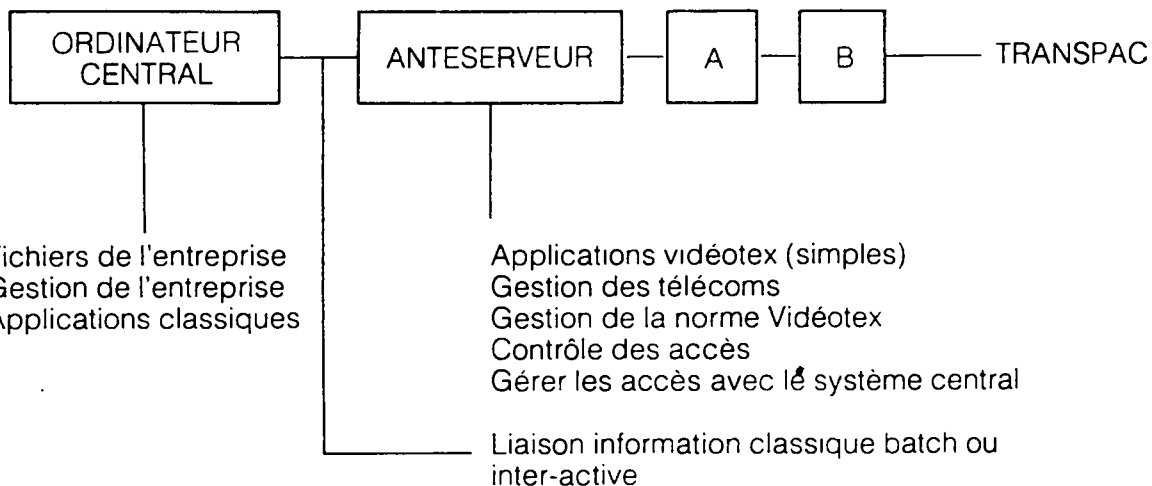 ORDINATEUR
CENTRAL
ANTESERVEUR
A
B
TRANSPAC
Fichiers de l'entreprise
Gestion de l'entreprise
Applications classiques
Applications vidéotex (simples)
Gestion des télécoms
Gestion de la norme Vidéotex
Contrôle des accès
Gérer les accès avec le système central
Liaison information classique batch ou
inter-active